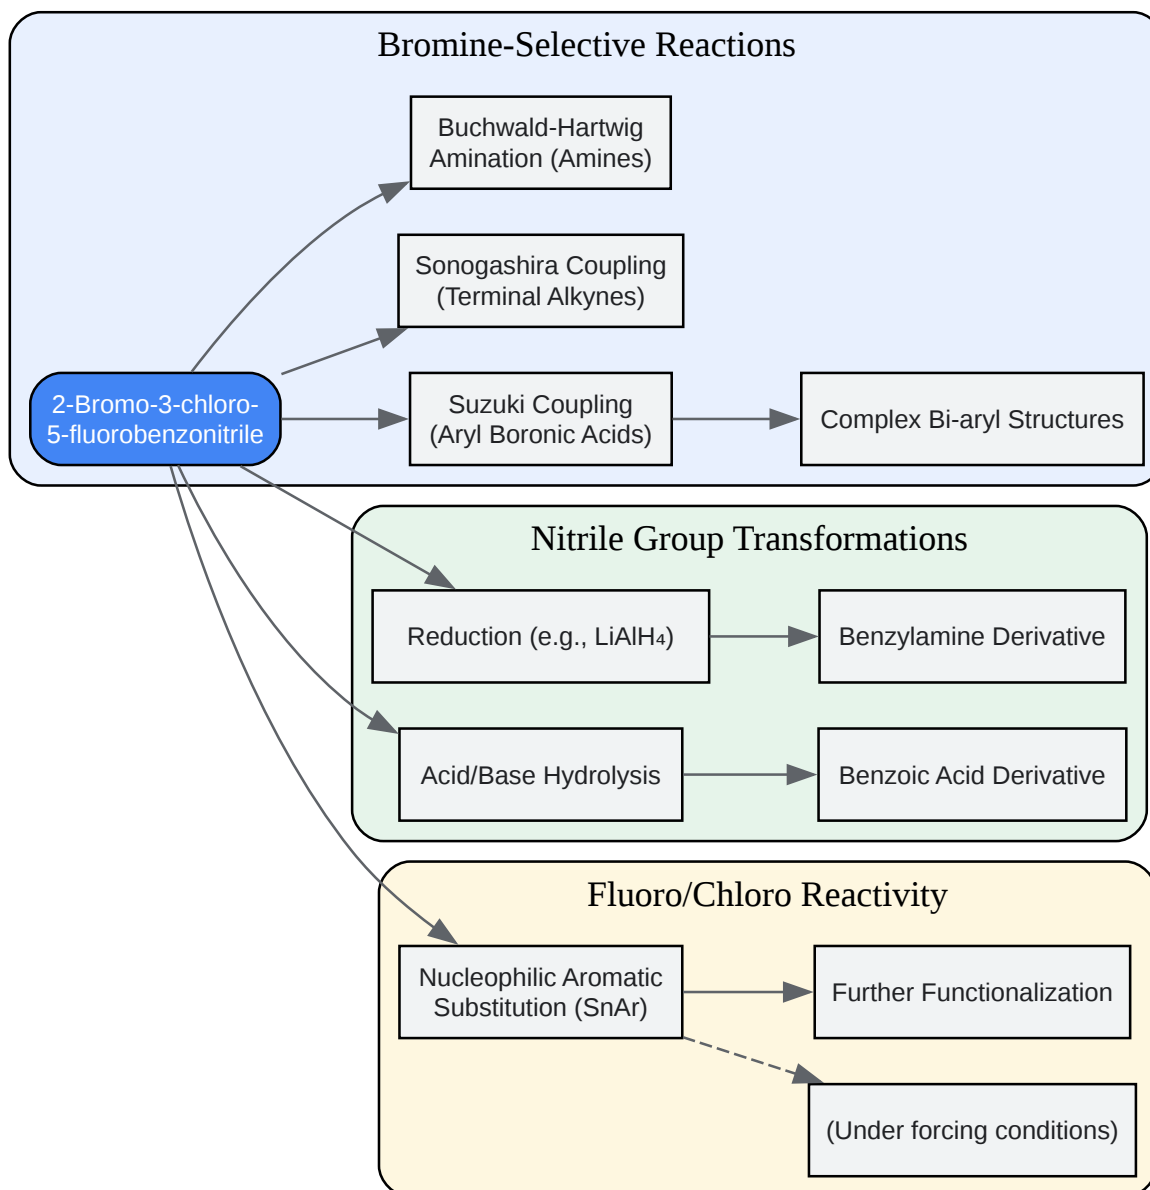 Bromine-Selective Reactions
Buchwald-Hartwig
Amination (Amines)
Sonogashira Coupling
(Terminal Alkynes)
2-Bromo-3-chloro-
5-fluorobenzonitrile
Suzuki Coupling
(Aryl Boronic Acids)
Complex Bi-aryl Structures
Nitrile Group Transformations
Reduction (e.g., LiAlH₄)
Benzylamine Derivative
Acid/Base Hydrolysis
Benzoic Acid Derivative
Fluoro/Chloro Reactivity
Nucleophilic Aromatic
Substitution (SnAr)
Further Functionalization
(Under forcing conditions)